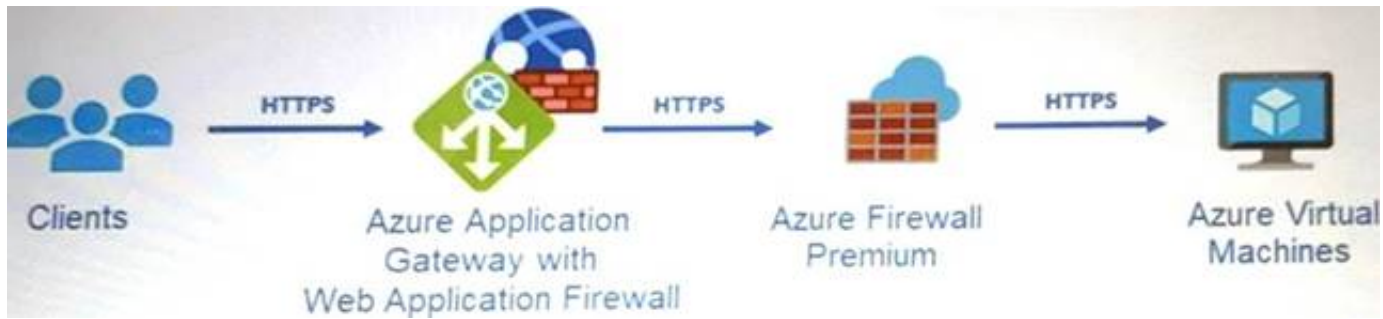 HTTPS
HTTPS
HTTPS
Clients
Azure Application
Gateway with
Web Application Firewall
Azure Firewall
Premium
Azure Virtual
Machines